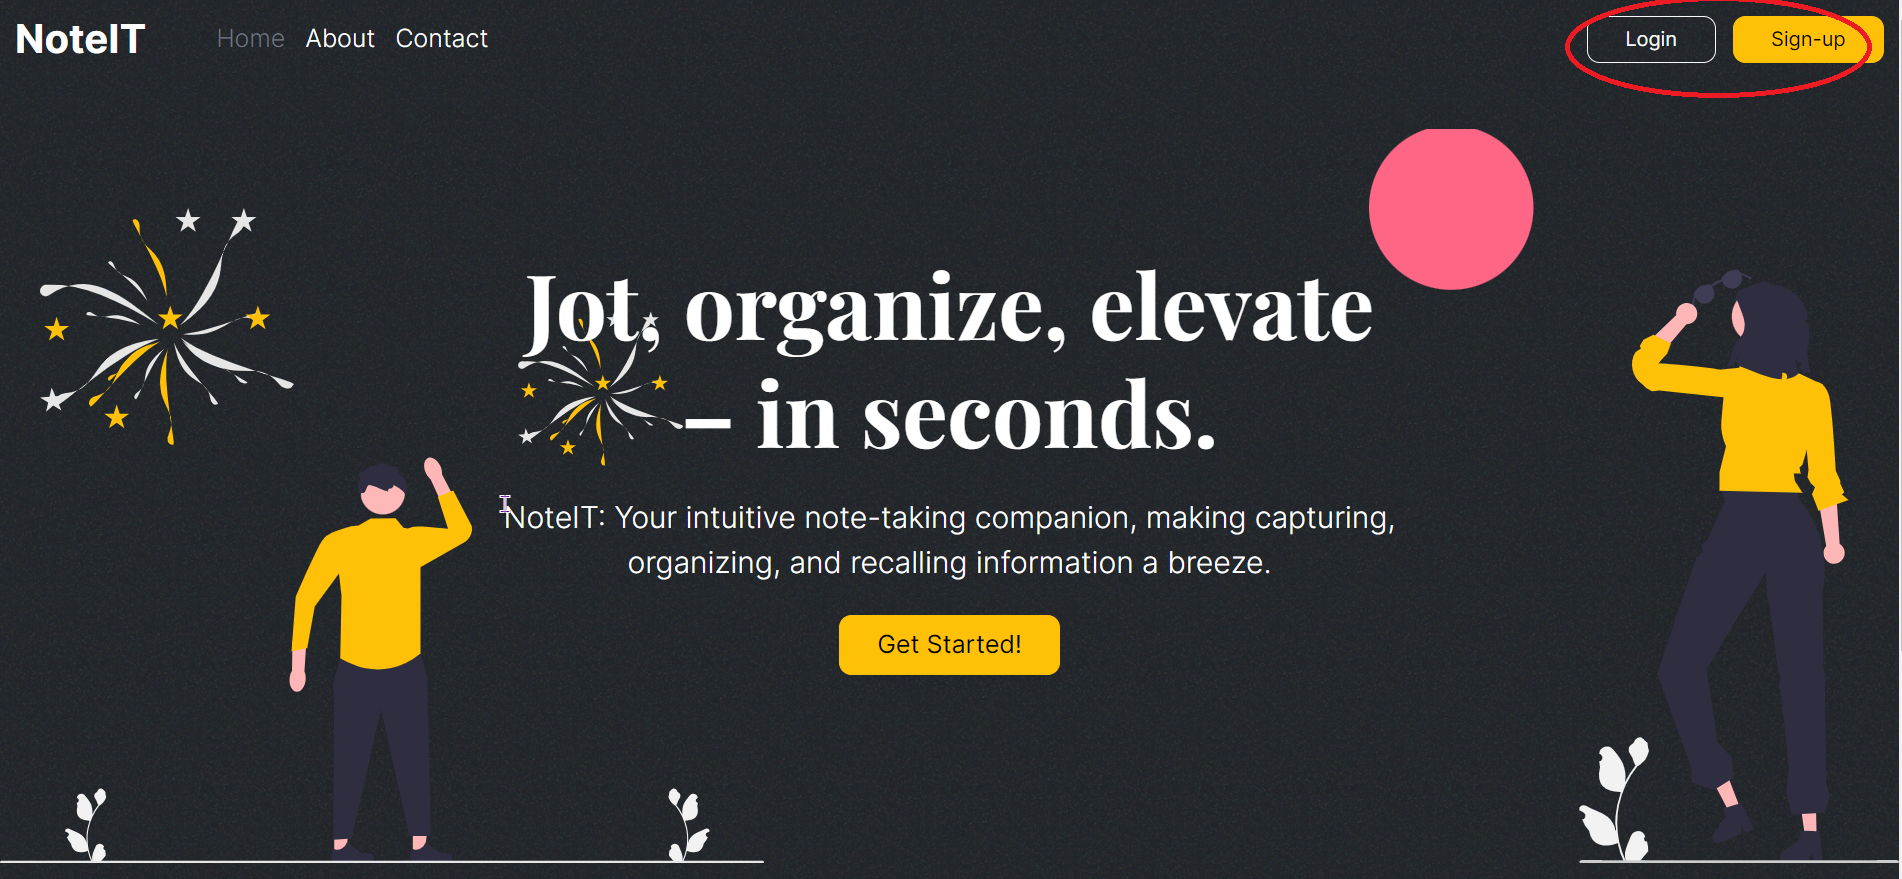 NoteIT
Home About Contact
Login Sign-up
Jot, organize, elevate
– in seconds.
NoteIT: Your intuitive note-taking companion, making capturing,
organizing, and recalling information a breeze.
Get Started!